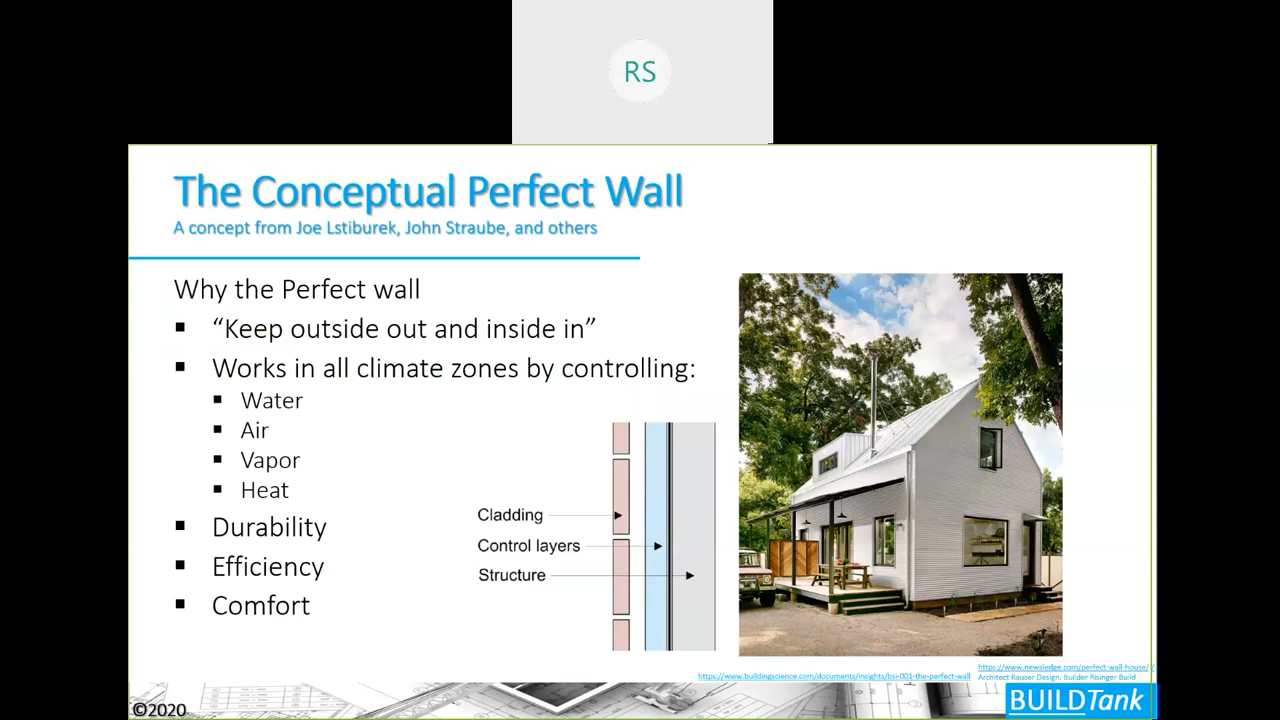 RS
The Conceptual Perfect Wall
A concept from Joe Lstiburek, John Straube, and others
Why the Perfect wall
“Keep outside out and inside in”
Works in all climate zones by controlling:
Water
Air
Vapor
Heat
Durability
Efficiency
Comfort
Cladding
Control layers
Structure
https://www.newsledge.com/perfect-wall-house/
https://www.buildingscience.com/documents/insights/bsi-001-the-perfect-wall
Architect Rauser Design. Builder Risinger Build
©2020
BUILDTank